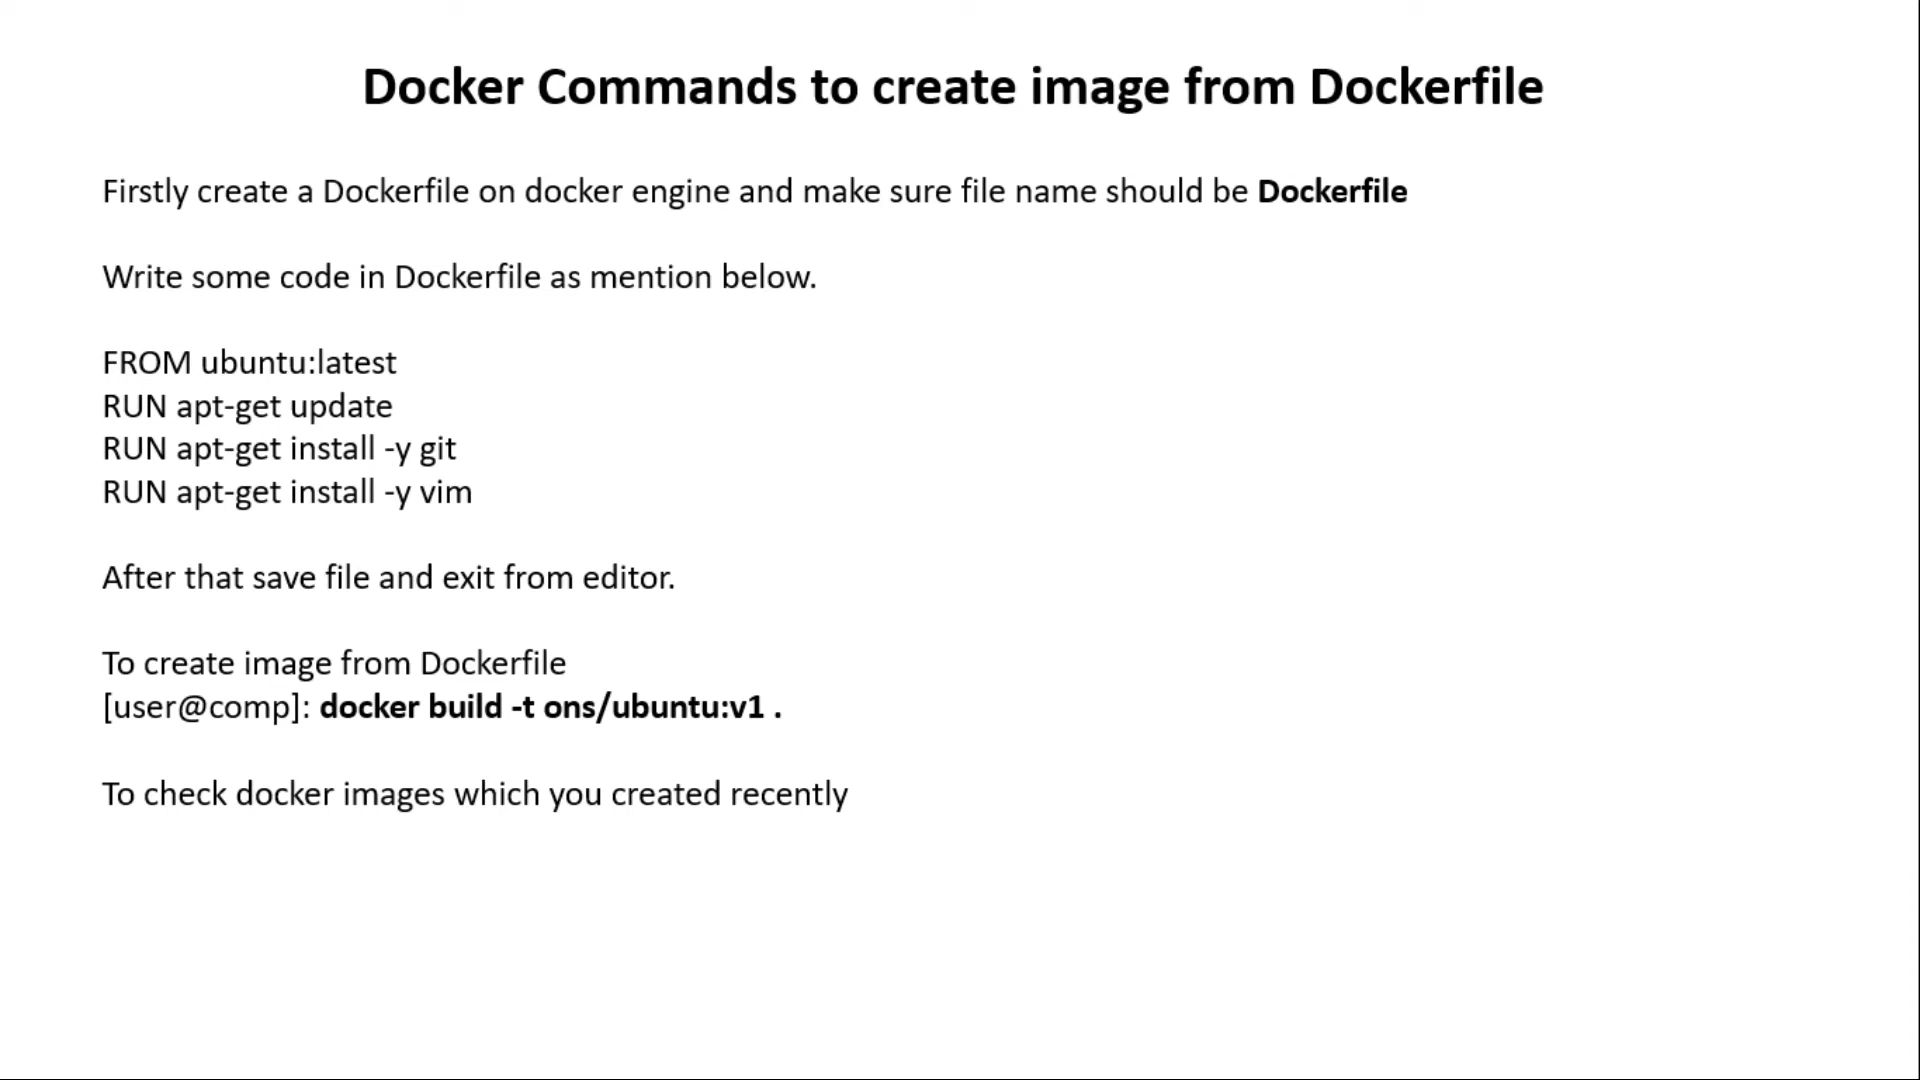 Docker Commands to create image from Dockerfile
Firstly create a Dockerfile on docker engine and make sure file name should be Dockerfile
Write some code in Dockerfile as mention below.
FROM ubuntu:latest
RUN apt-get update
RUN apt-get install -y git
RUN apt-get install -y vim
After that save file and exit from editor.
To create image from Dockerfile
[user@comp]: docker build -t ons/ubuntu:v1 .
To check docker images which you created recently